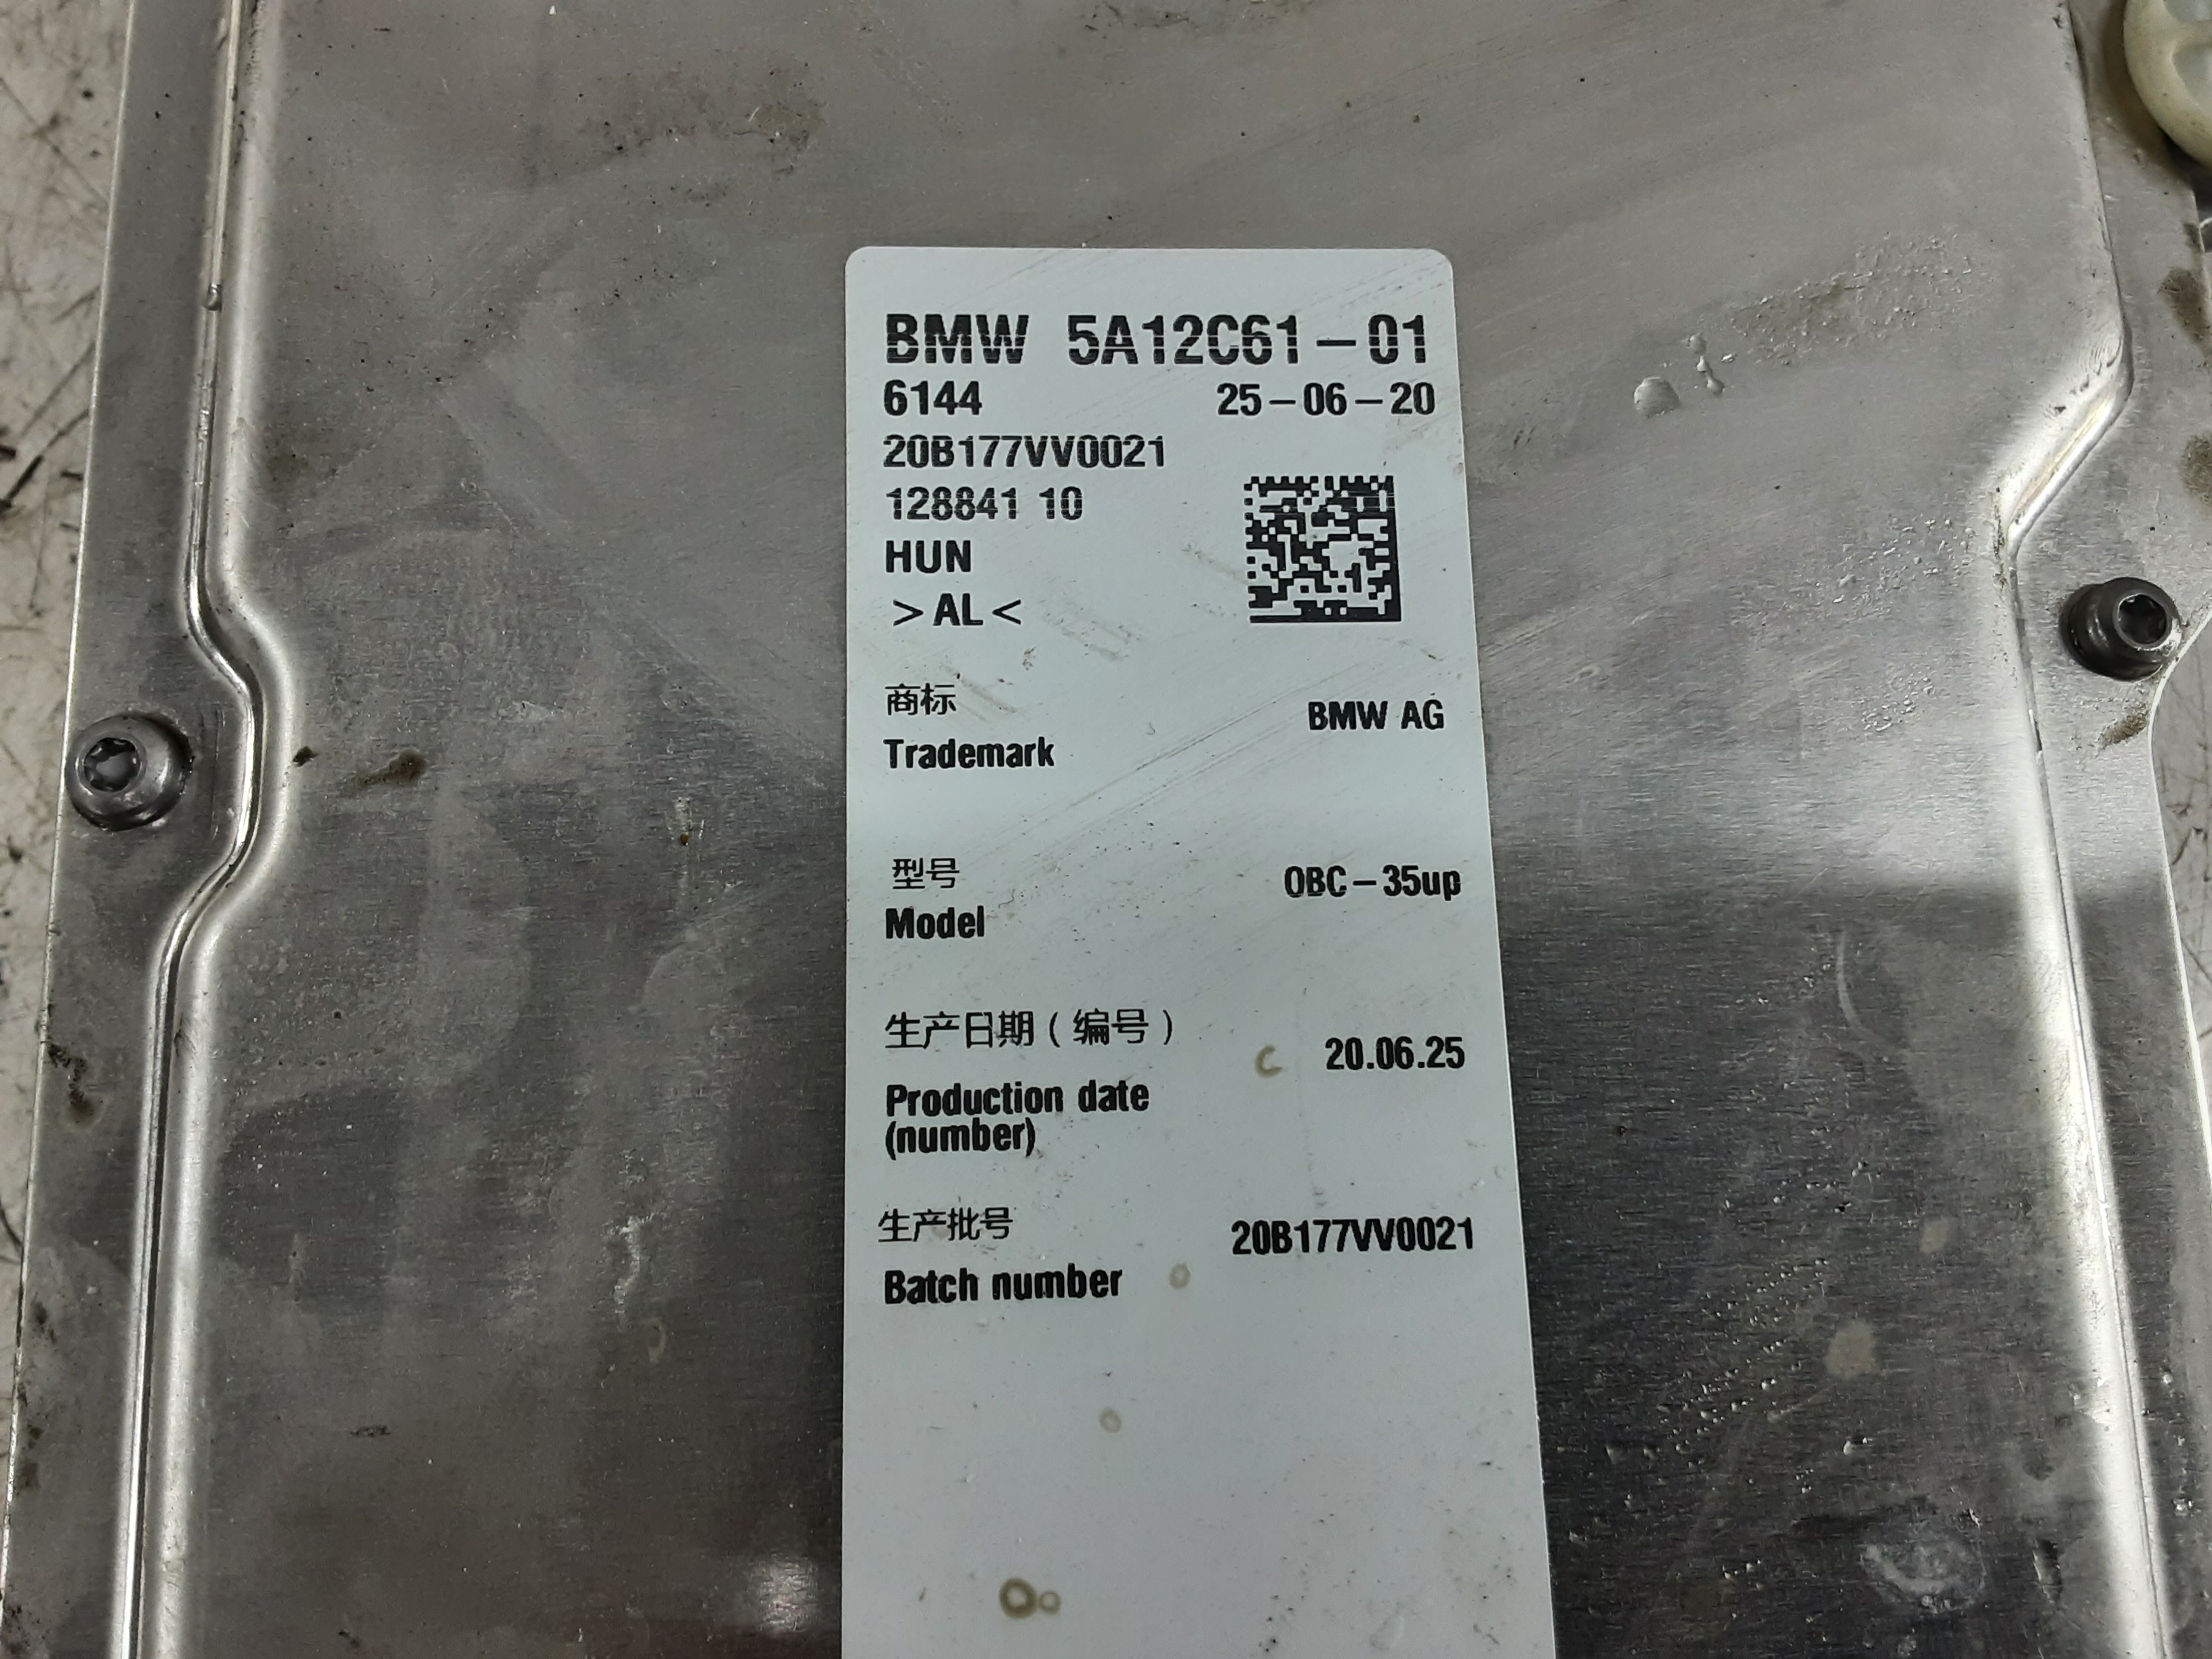 BMW 5A12C61-01
6144 25-06-20
20B177VV0021
128841 10
HUN
>AL<
商标
BMW AG
Trademark
型号
OBC-35up
Model
生产日期(编号)
20.06.25
Production date
(number)
生产批号
20B177VV0021
Batch number